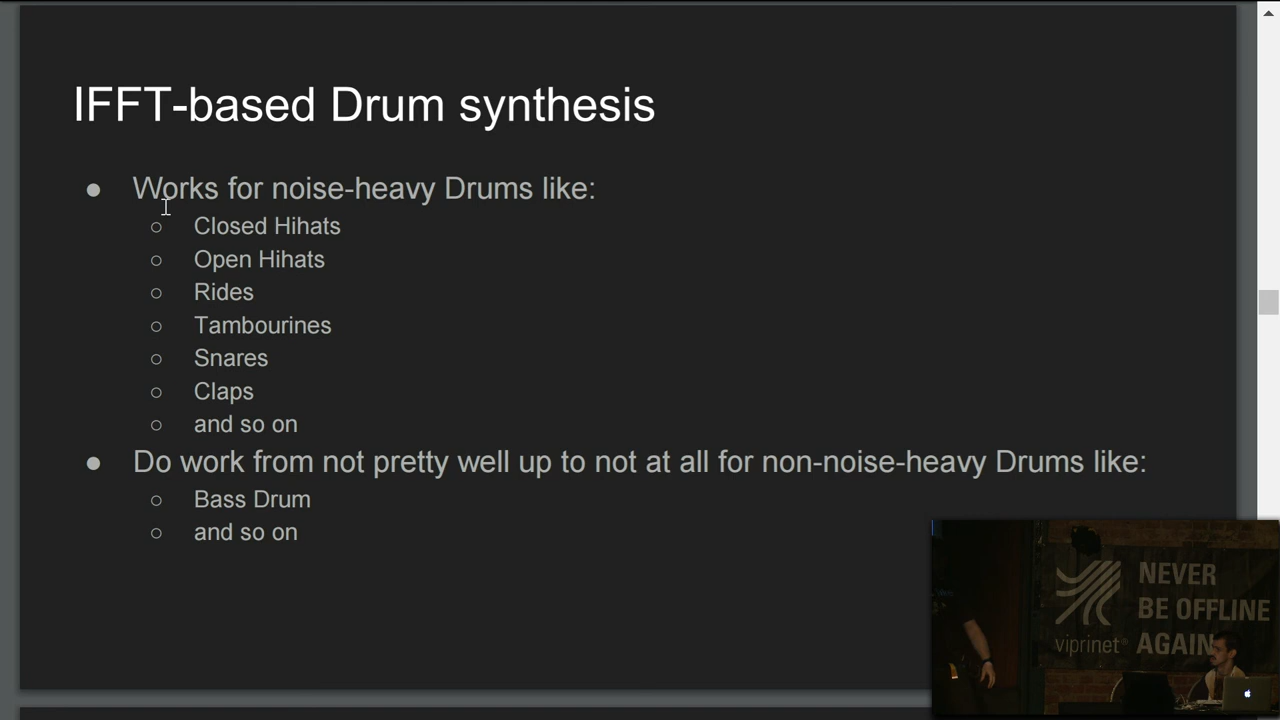 IFFT-based Drum synthesis
● Works for noise-heavy Drums like:
○ Closed Hihats
○ Open Hihats
○ Rides
○ Tambourines
○ Snares
○ Claps
○ and so on
● Do work from not pretty well up to not at all for non-noise-heavy Drums like:
○ Bass Drum
○ and so on
NEVER
BE OFFLINE
AGAIN
viprinet®